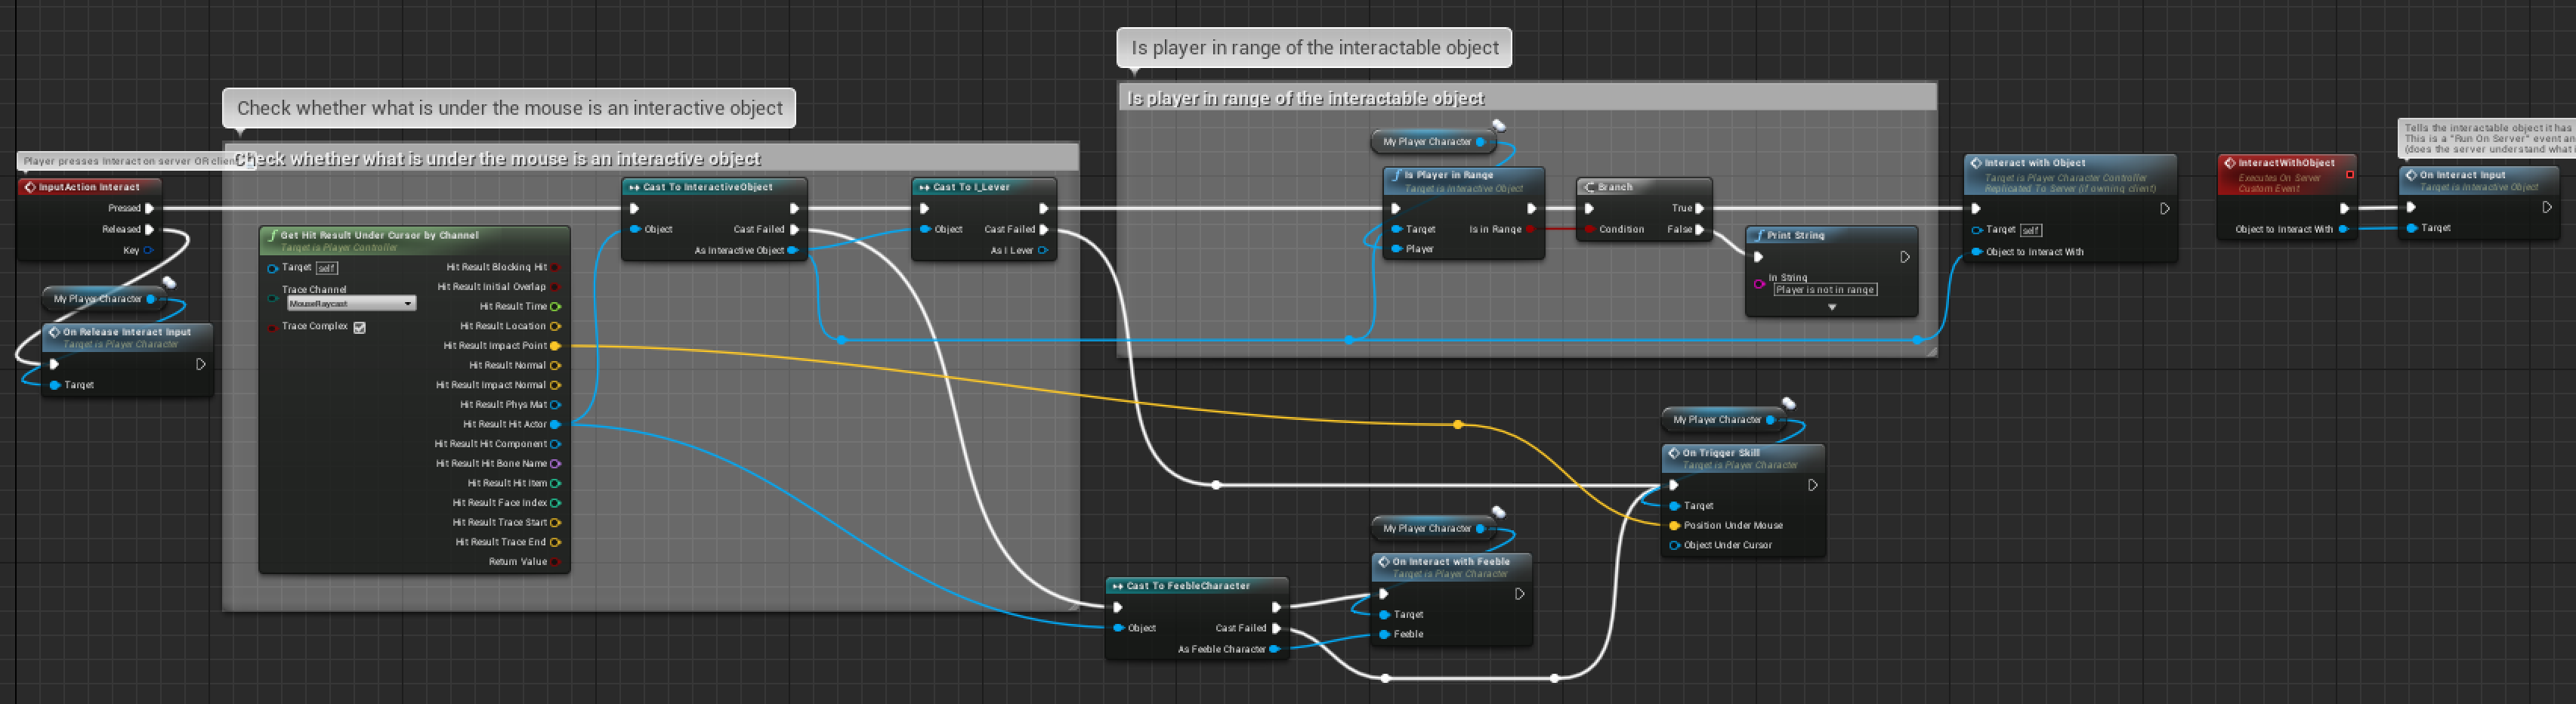 Is player in range of the interactable object
Check whether what is under the mouse is an interactive object
Is player in range of the interactable object
Player presses Interact on server OR client
Check whether what is under the mouse is an interactive object
InputAction Interact
Pressed
Released
Key
My Player Character
On Release Interact Input
Target is Player Character
Target
Get Hit Result Under Cursor by Channel
Target is Player Controller
Target self
Trace Channel
MouseRaycast
Trace Complex
Hit Result Blocking Hit
Hit Result Initial Overlap
Hit Result Time
Hit Result Location
Hit Result Impact Point
Hit Result Normal
Hit Result Impact Normal
Hit Result Phys Mat
Hit Result Hit Actor
Hit Result Hit Component
Hit Result Hit Bone Name
Hit Result Hit Item
Hit Result Face Index
Hit Result Trace Start
Hit Result Trace End
Return Value
Cast To InteractiveObject
Object
Cast Failed
As Interactive Object
Cast To I_Lever
Object
Cast Failed
As I Lever
My Player Character
Is Player in Range
Target is Interactive Object
Target
Player
Is in Range
Branch
Condition
True
False
Print String
In String
Player is not in range
Interact with Object
Target is Player Character Controller
Replicated To Server (if owning client)
Target self
Object to Interact With
InteractWithObject
Executes On Server
Custom Event
Object to Interact With
Tells the interactable object it has
This is a "Run On Server" event an
(does the server understand what i
On Interact Input
Target is Interactive Object
Target
My Player Character
On Trigger Skill
Target is Player Character
Target
Position Under Mouse
Object Under Cursor
My Player Character
On Interact with Feeble
Target is Player Character
Target
Feeble
Cast To FeebleCharacter
Object
Cast Failed
As Feeble Character